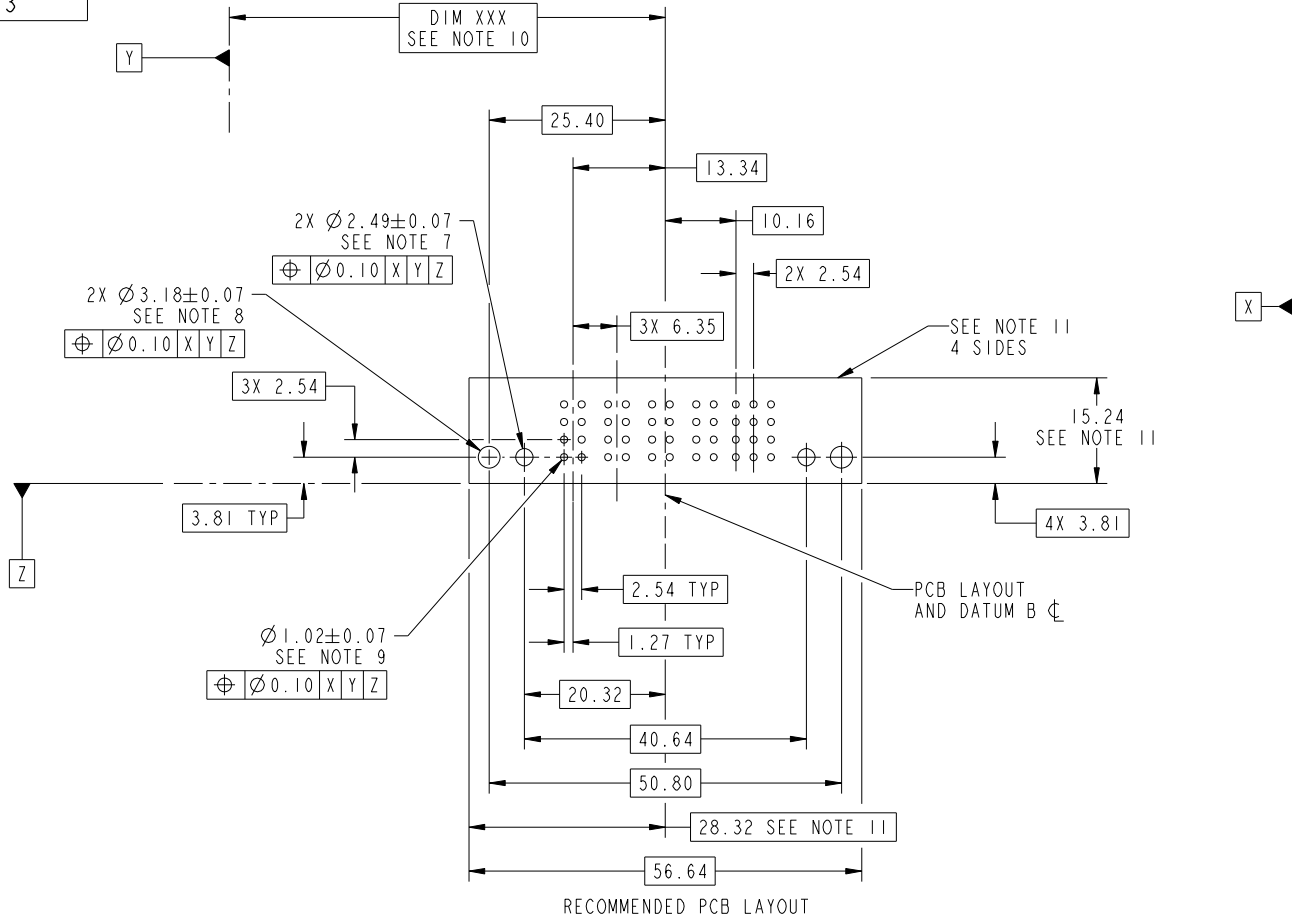 3
DIM XXX
SEE NOTE 10
Y
25.40
13.34
10.16
2X Ø2.49±0.07
SEE NOTE 7
⌖ Ø0.10 X Y Z
2X 2.54
2X Ø3.18±0.07
SEE NOTE 8
⌖ Ø0.10 X Y Z
X
3X 6.35
SEE NOTE 11
4 SIDES
3X 2.54
15.24
SEE NOTE 11
3.81 TYP
4X 3.81
Z
2.54 TYP
PCB LAYOUT
AND DATUM B ℄
Ø1.02±0.07
SEE NOTE 9
⌖ Ø0.10 X Y Z
1.27 TYP
20.32
40.64
50.80
28.32 SEE NOTE 11
56.64
RECOMMENDED PCB LAYOUT